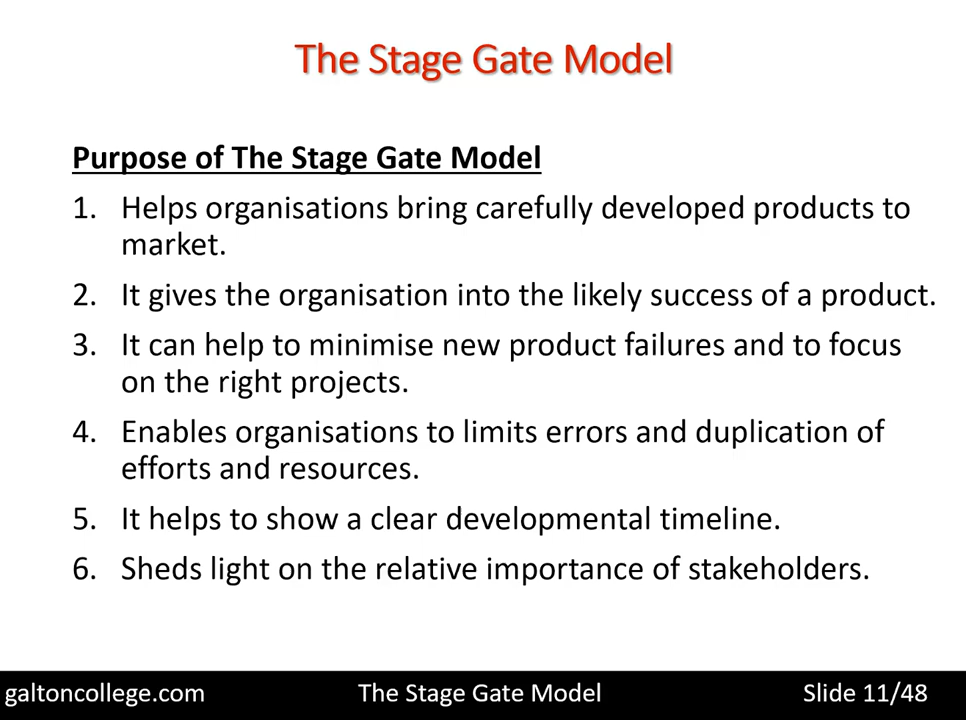 The Stage Gate Model
Purpose of The Stage Gate Model
1. Helps organisations bring carefully developed products to
market.
2. It gives the organisation into the likely success of a product.
3. It can help to minimise new product failures and to focus
on the right projects.
4. Enables organisations to limits errors and duplication of
efforts and resources.
5. It helps to show a clear developmental timeline.
6. Sheds light on the relative importance of stakeholders.
galtoncollege.com The Stage Gate Model Slide 11/48